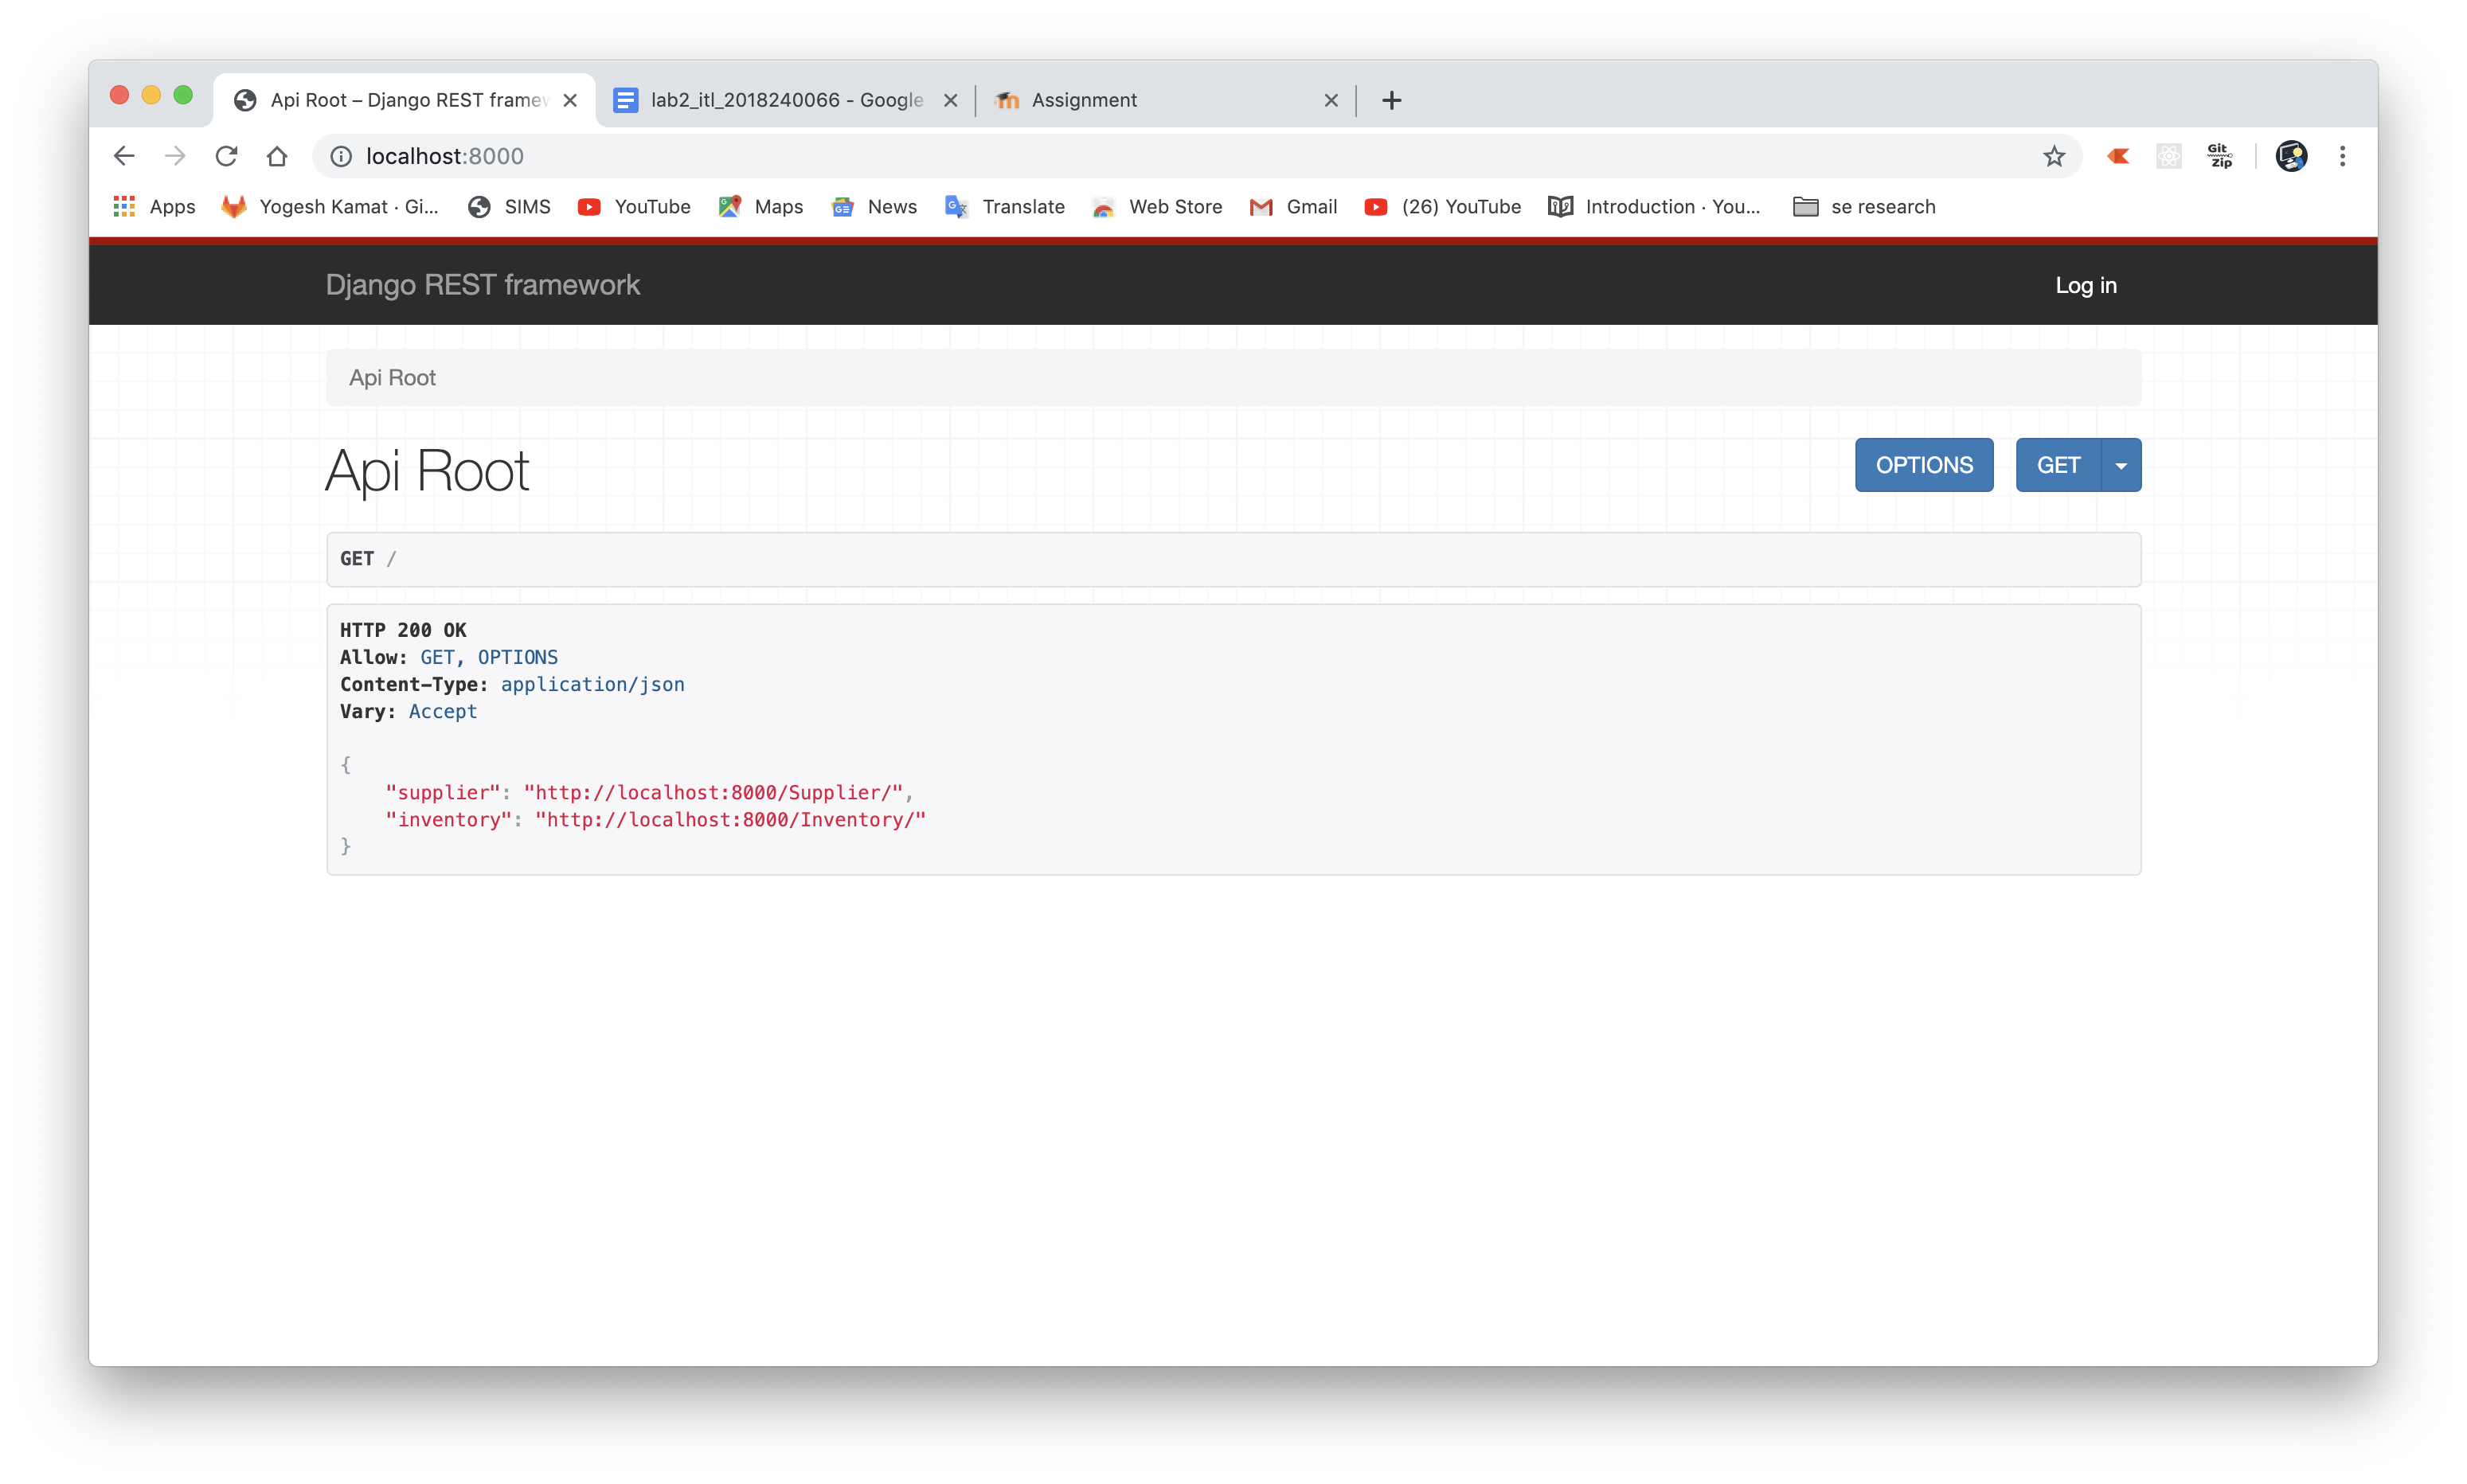 Api Root – Django REST framew
lab2_itl_2018240066 - Google
Assignment
localhost:8000
Git Zip
Apps
Yogesh Kamat · Gi...
SIMS
YouTube
Maps
News
Translate
Web Store
Gmail
(26) YouTube
Introduction · You...
se research
Django REST framework
Log in
Api Root
Api Root
OPTIONS
GET
GET /
HTTP 200 OK
Allow: GET, OPTIONS
Content-Type: application/json
Vary: Accept
{
    "supplier": "http://localhost:8000/Supplier/",
    "inventory": "http://localhost:8000/Inventory/"
}